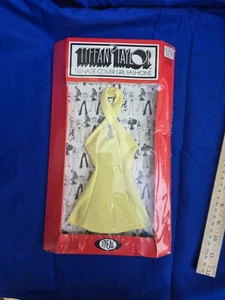 TIFFANY TAYLOR
TEENAGE COVER GIRL FASHIONS
IDEAL